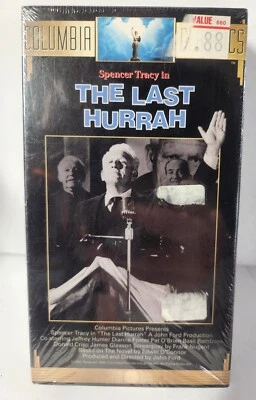 COLUMBIA
VALUE 660
7.88
CS
Spencer Tracy In
THE LAST
HURRAH
Columbia Pictures Presents
Spencer Tracy in "The Last Hurrah" A John Ford Production
Co-starring Jeffrey Hunter Dianne Foster Pat O'Brien Basil Rathbone
Donald Crisp James Gleason Screenplay by Frank Nugent
Based on The Novel by Edwin O'Connor
Produced and Directed by John Ford